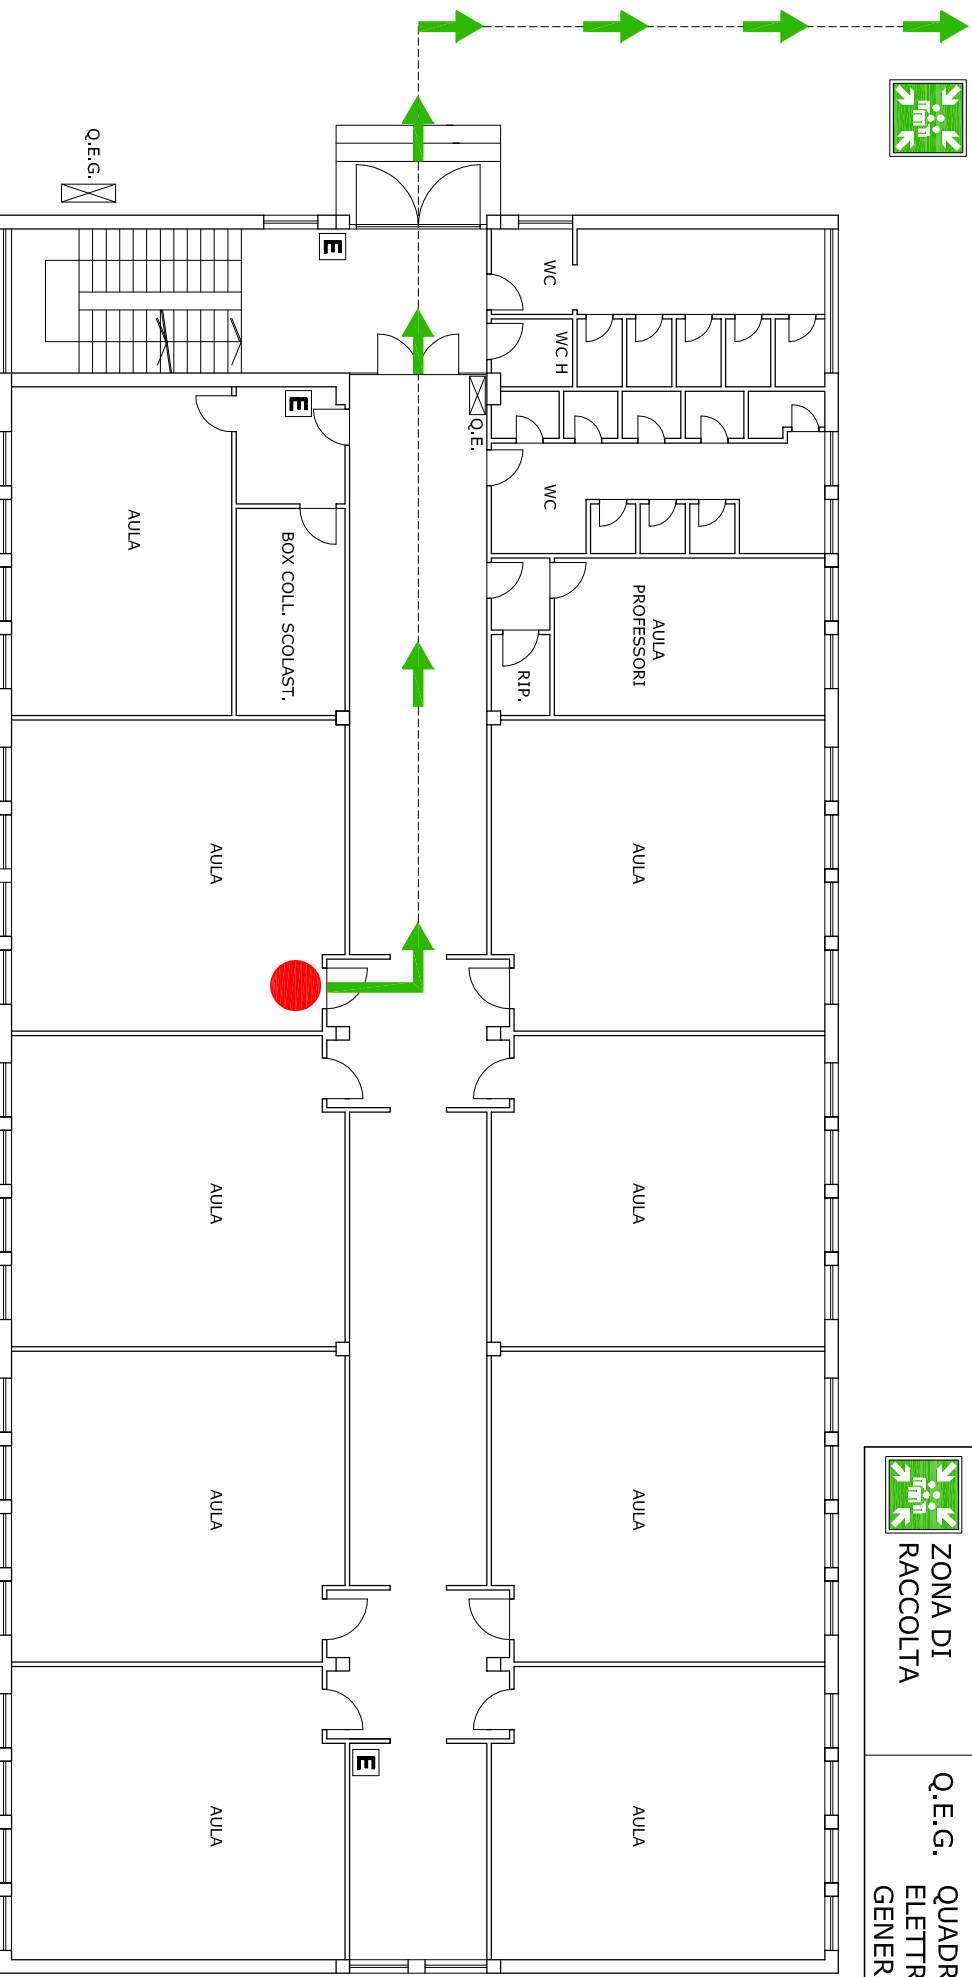 Q.E.G.
E
WC
WC H
E
Q.E.
AULA
WC
BOX COLL. SCOLAST.
AULA
PROFESSORI
RIP.
AULA
AULA
AULA
AULA
AULA
AULA
E
AULA
AULA
ZONA DI
RACCOLTA
Q.E.G.
QUADR
ELETTR
GENER